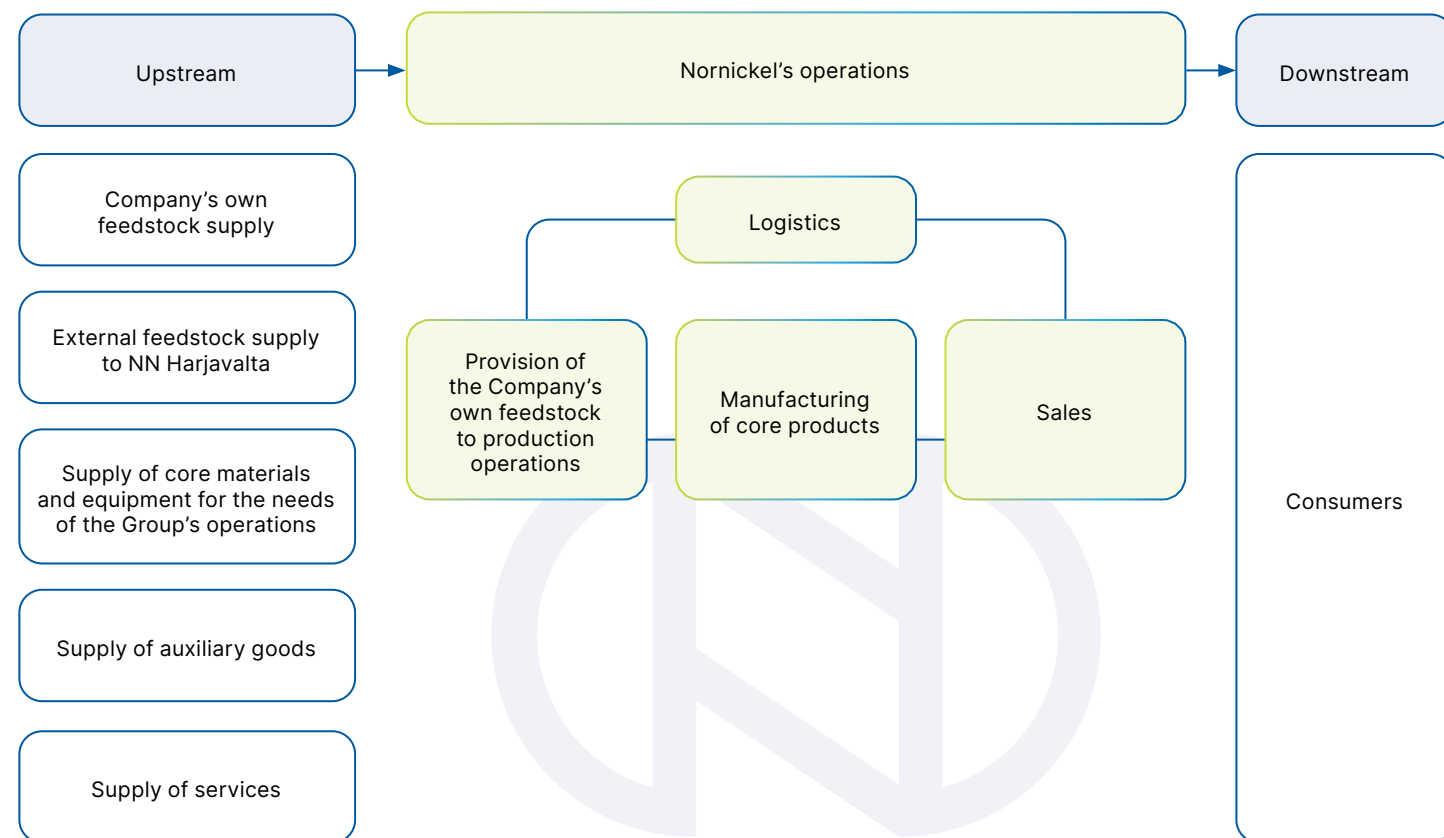 Upstream
Nornickel’s operations
Downstream
Company’s own
feedstock supply
External feedstock supply
to NN Harjavalta
Supply of core materials
and equipment for the needs
of the Group’s operations
Supply of auxiliary goods
Supply of services
Logistics
Provision of
the Company’s
own feedstock
to production
operations
Manufacturing
of core products
Sales
Consumers